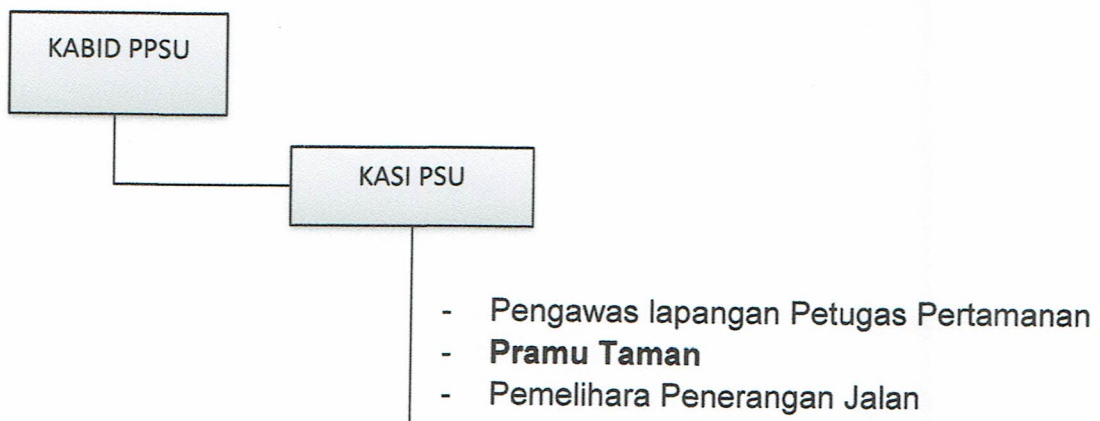 KABID PPSU
KASI PSU
- Pengawas lapangan Petugas Pertamanan
- Pramu Taman
- Pemelihara Penerangan Jalan